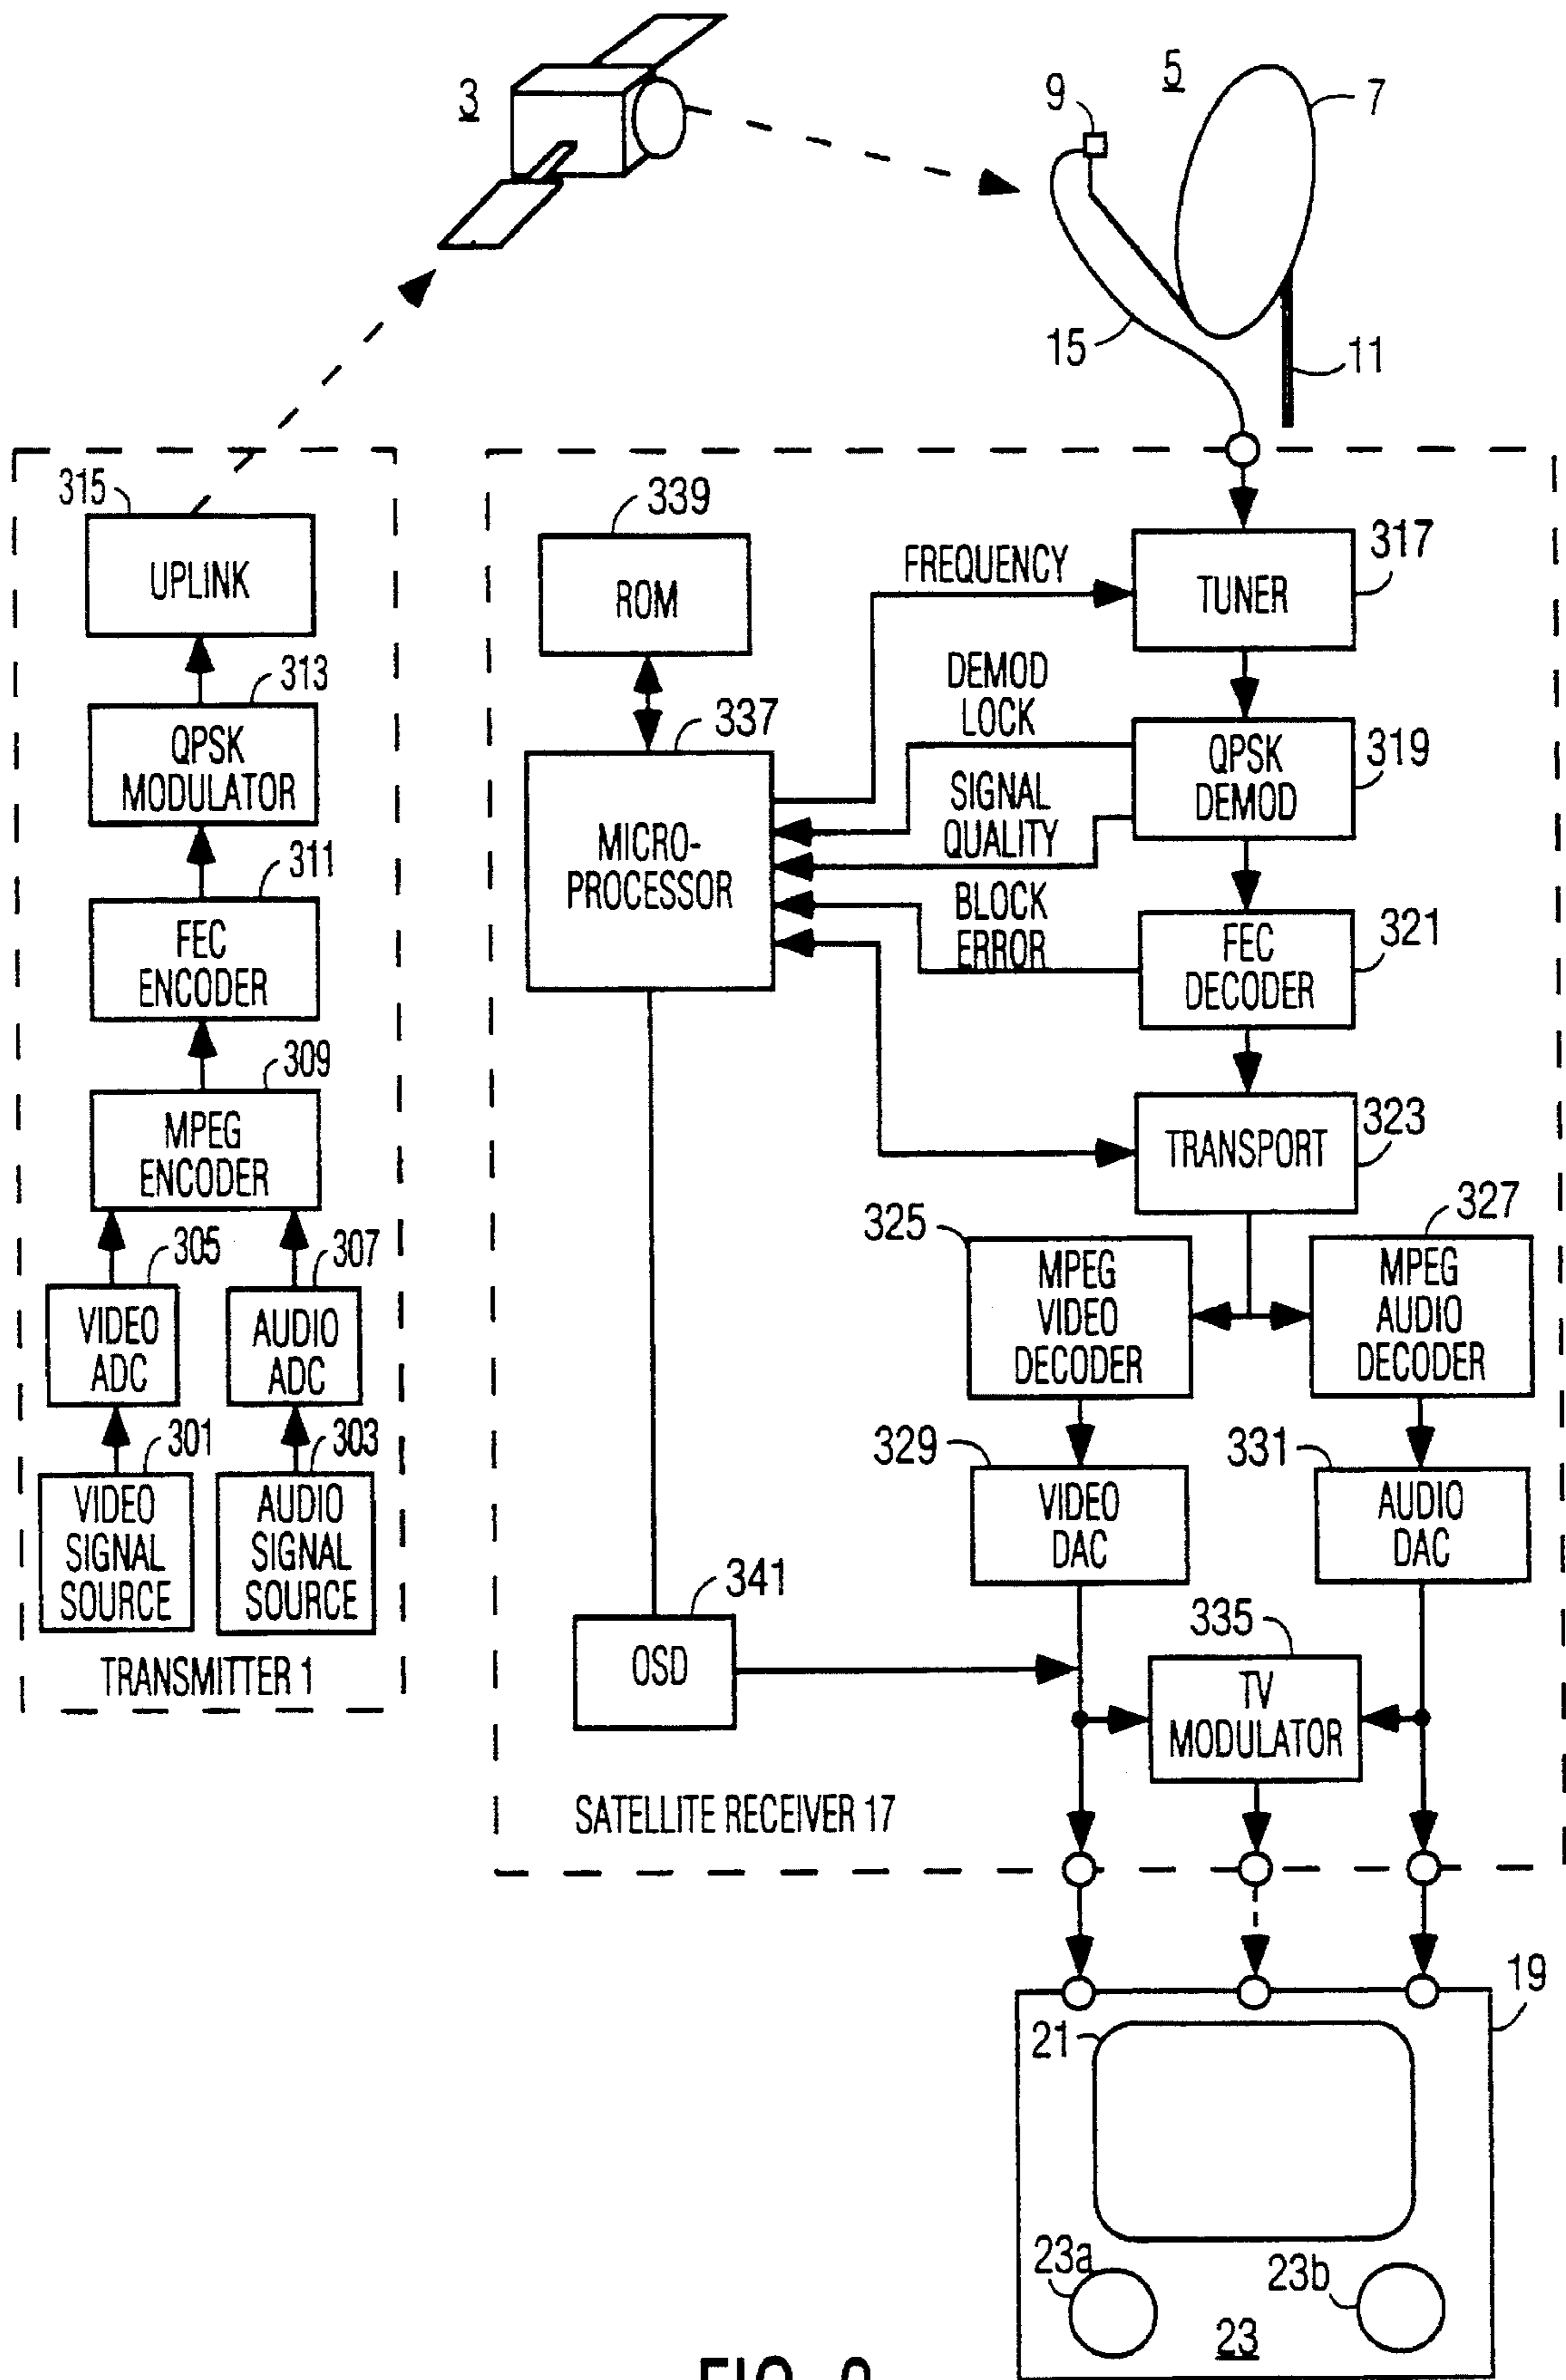 3
5
9
7
15
11
315
UPLINK
313
QPSK
MODULATOR
311
FEC
ENCODER
309
MPEG
ENCODER
305
307
VIDEO
ADC
AUDIO
ADC
301
303
VIDEO
SIGNAL
SOURCE
AUDIO
SIGNAL
SOURCE
TRANSMITTER 1
339
ROM
FREQUENCY
317
TUNER
337
MICRO-
PROCESSOR
DEMOD
LOCK
319
QPSK
DEMOD
SIGNAL
QUALITY
BLOCK
ERROR
321
FEC
DECODER
323
TRANSPORT
325
MPEG
VIDEO
DECODER
327
MPEG
AUDIO
DECODER
329
VIDEO
DAC
331
AUDIO
DAC
341
OSD
335
TV
MODULATOR
SATELLITE RECEIVER 17
19
21
23a
23b
23